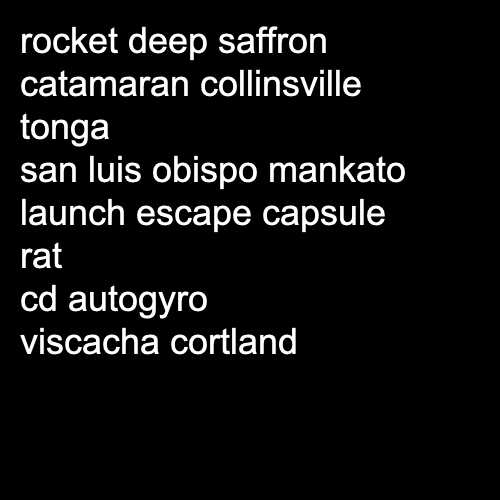 rocket deep saffron
catamaran collinsville
tonga
san luis obispo mankato
launch escape capsule
rat
cd autogyro
viscacha cortland